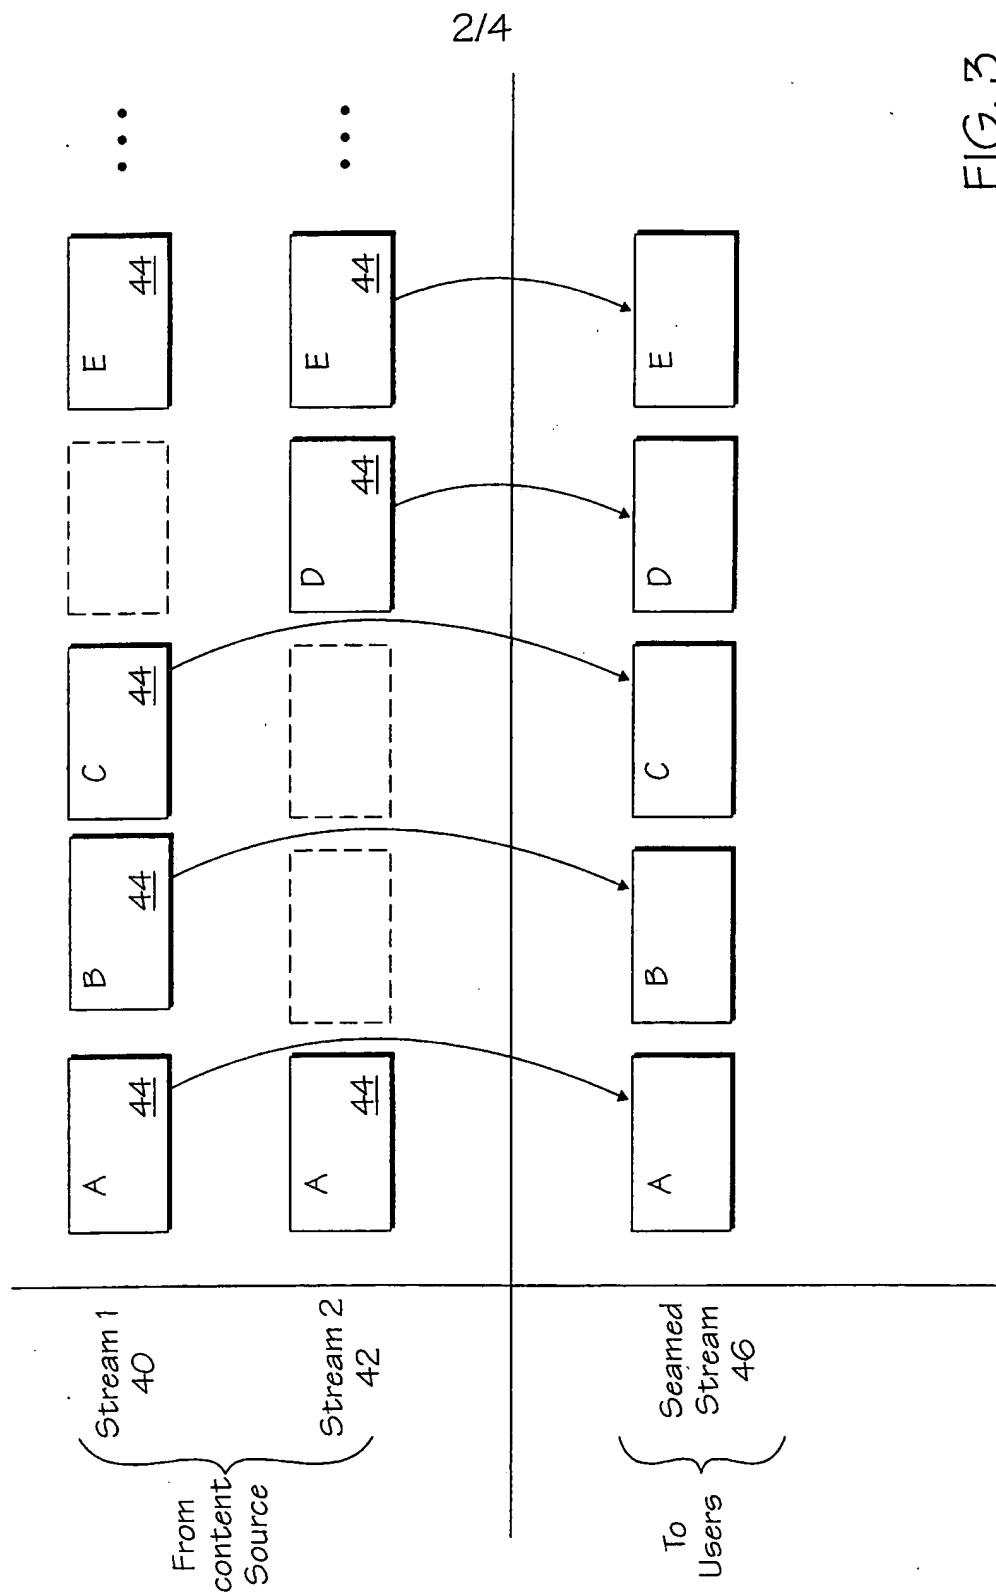 2/4
From
content
Source
Stream 1
40
A
44
B
44
C
44
E
44
Stream 2
42
A
44
D
44
E
44
To
Users
Seamed
Stream
46
A
B
C
D
E
FIG. 3